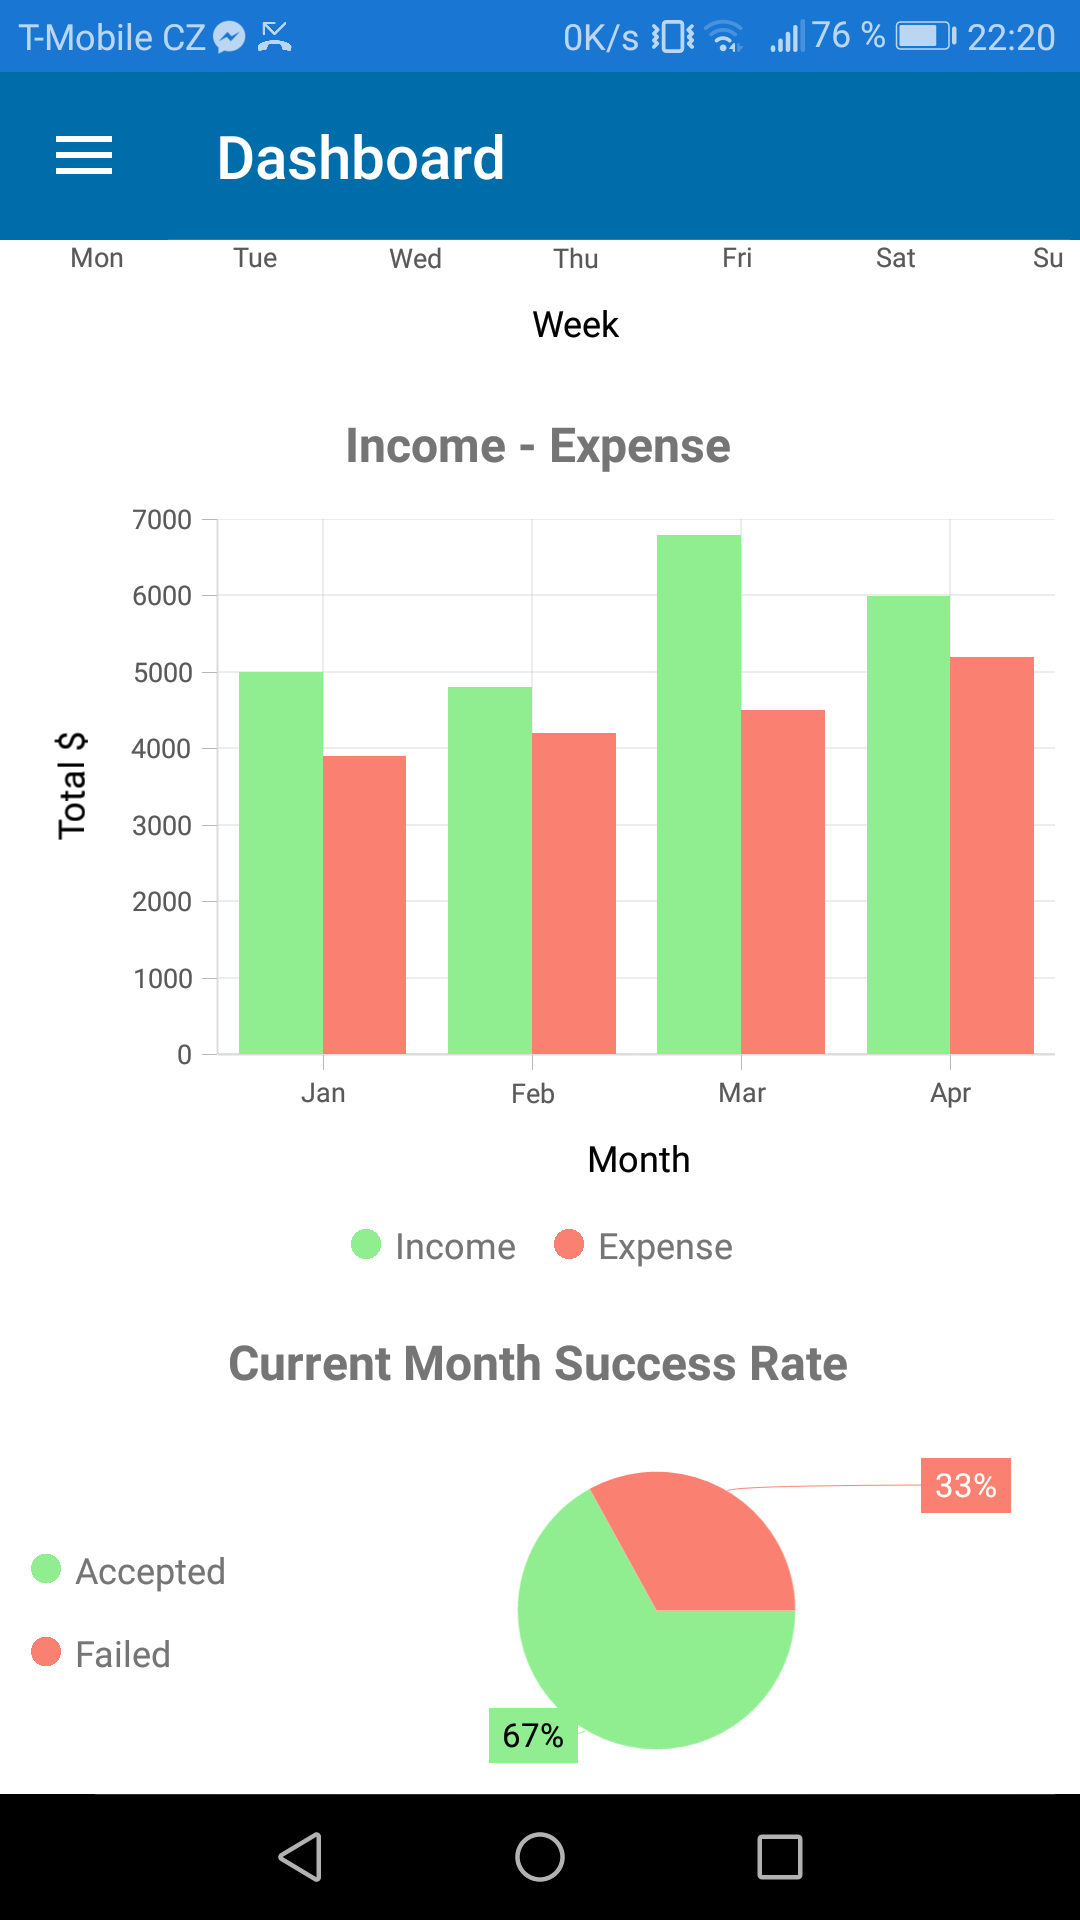 T-Mobile CZ 0K/s 76 % 22:20
Dashboard
Mon Tue Wed Thu Fri Sat Su
Week
Income - Expense
7000
6000
5000
4000
3000
2000
1000
0
Total $
Jan Feb Mar Apr
Month
Income Expense
Current Month Success Rate
33%
Accepted
Failed
67%